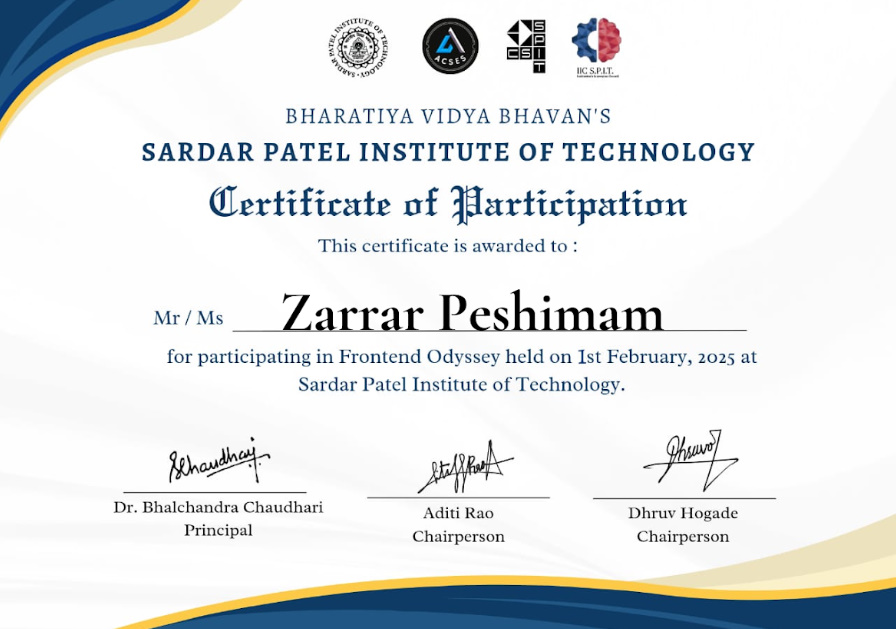 SARDAR PATEL INSTITUTE OF TECHNOLOGY
ACSES
CSI
SPIT
IIC S.P.I.T.
BHARATIYA VIDYA BHAVAN'S
SARDAR PATEL INSTITUTE OF TECHNOLOGY
Certificate of Participation
This certificate is awarded to :
Mr / Ms Zarrar Peshimam
for participating in Frontend Odyssey held on 1st February, 2025 at
Sardar Patel Institute of Technology.
Dr. Bhalchandra Chaudhari
Principal
Aditi Rao
Chairperson
Dhruv Hogade
Chairperson